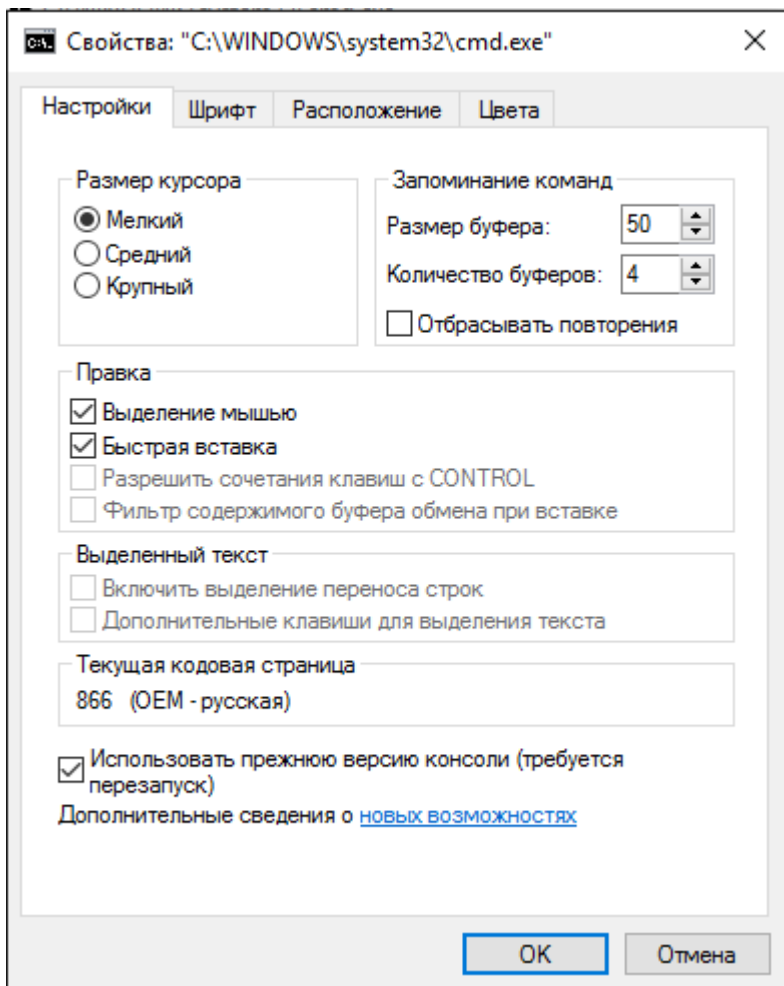 Свойства: "C:\WINDOWS\system32\cmd.exe"
Настройки
Шрифт
Расположение
Цвета
Размер курсора
Мелкий
Средний
Крупный
Запоминание команд
Размер буфера: 50
Количество буферов: 4
Отбрасывать повторения
Правка
Выделение мышью
Быстрая вставка
Разрешить сочетания клавиш с CONTROL
Фильтр содержимого буфера обмена при вставке
Выделенный текст
Включить выделение переноса строк
Дополнительные клавиши для выделения текста
Текущая кодовая страница
866 (OEM - русская)
Использовать прежнюю версию консоли (требуется
перезапуск)
Дополнительные сведения о новых возможностях
OK
Отмена